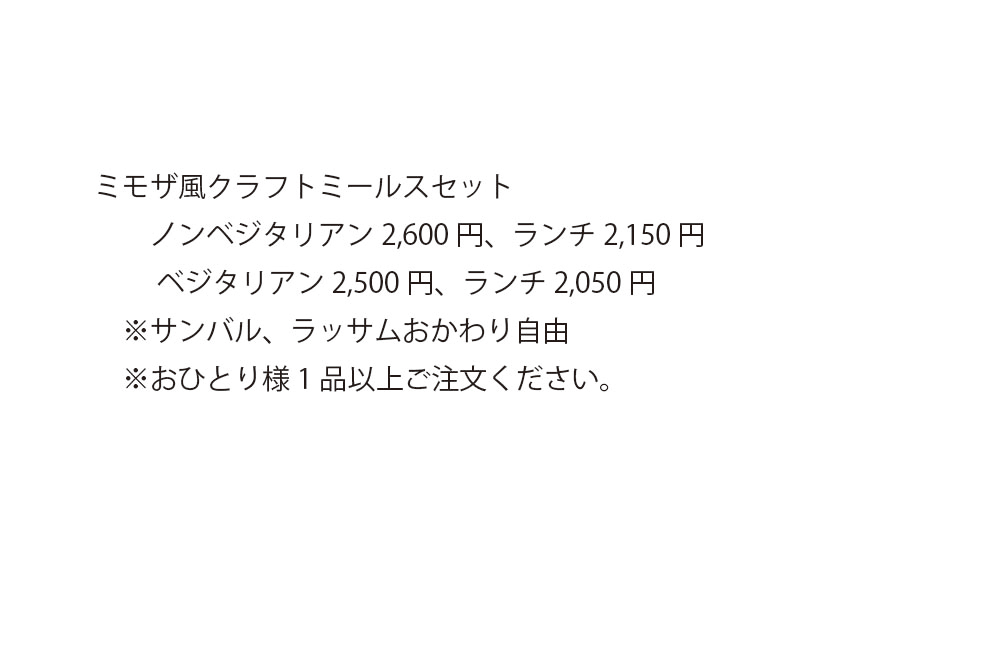 ミモザ風クラフトミールスセット
ノンベジタリアン 2,600 円、ランチ 2,150 円
ベジタリアン 2,500 円、ランチ 2,050 円
※サンバル、ラッサムおかわり自由
※おひとり様 1 品以上ご注文ください。